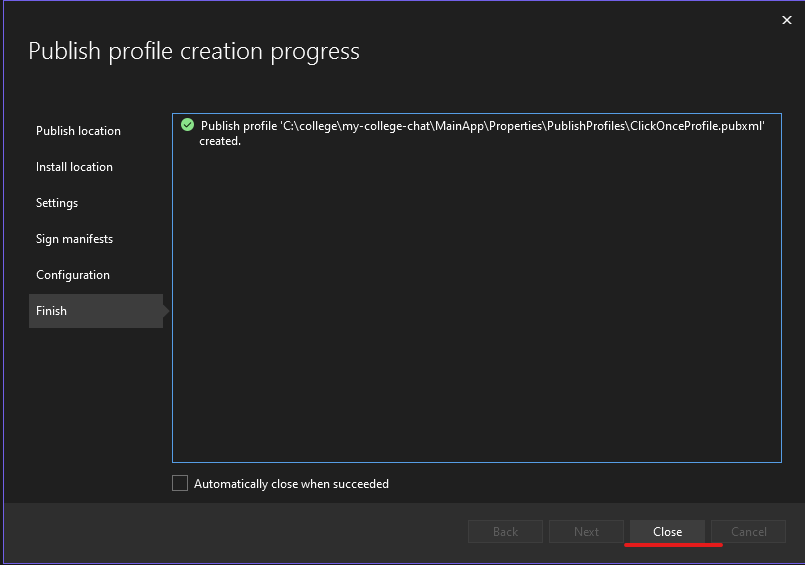 Publish profile creation progress
Publish location
Install location
Settings
Sign manifests
Configuration
Finish
Publish profile 'C:\college\my-college-chat\MainApp\Properties\PublishProfiles\ClickOnceProfile.pubxml'
created.
Automatically close when succeeded
Back
Next
Close
Cancel